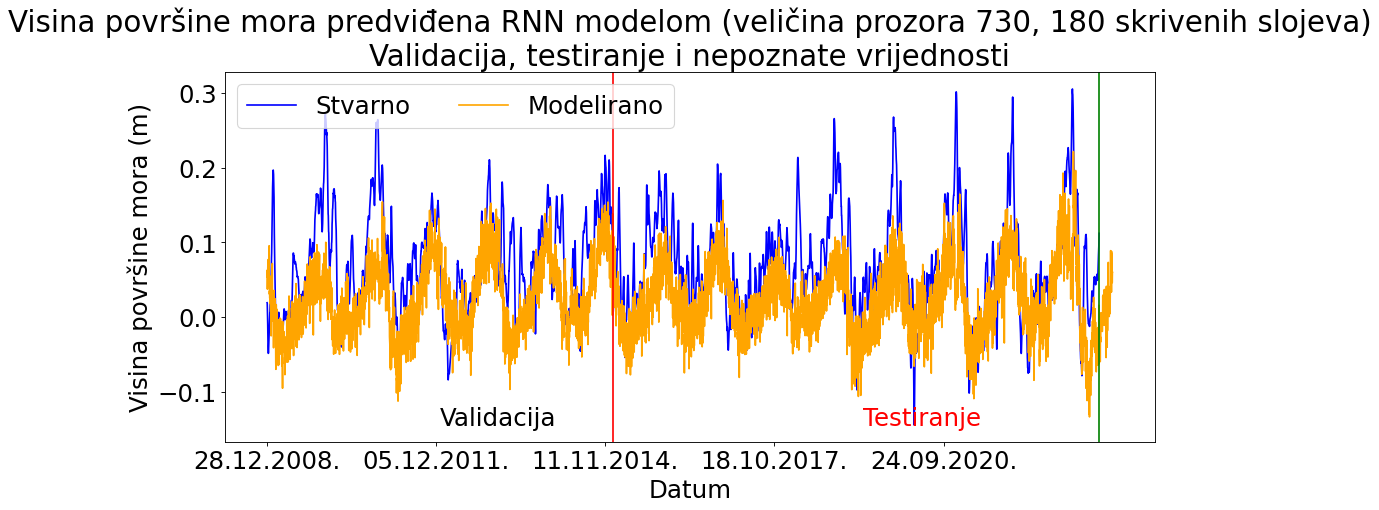 Visina površine mora predviđena RNN modelom (veličina prozora 730, 180 skrivenih slojeva)
Validacija, testiranje i nepoznate vrijednosti
Stvarno
Modelirano
0.3
0.2
0.1
0.0
−0.1
Visina površine mora (m)
Validacija
Testiranje
28.12.2008.
05.12.2011.
11.11.2014.
18.10.2017.
24.09.2020.
Datum